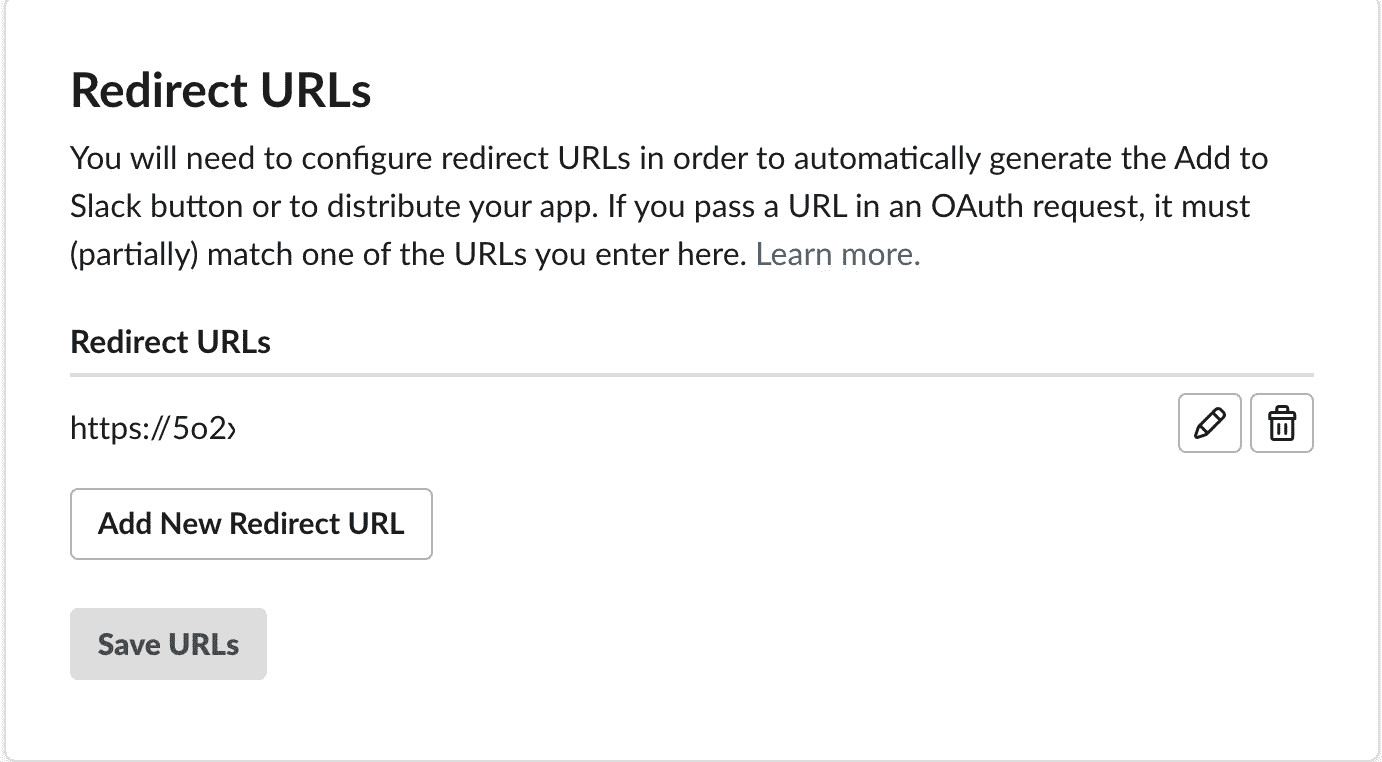 Redirect URLs
You will need to configure redirect URLs in order to automatically generate the Add to
Slack button or to distribute your app. If you pass a URL in an OAuth request, it must
(partially) match one of the URLs you enter here. Learn more.
Redirect URLs
https://5o2
Add New Redirect URL
Save URLs